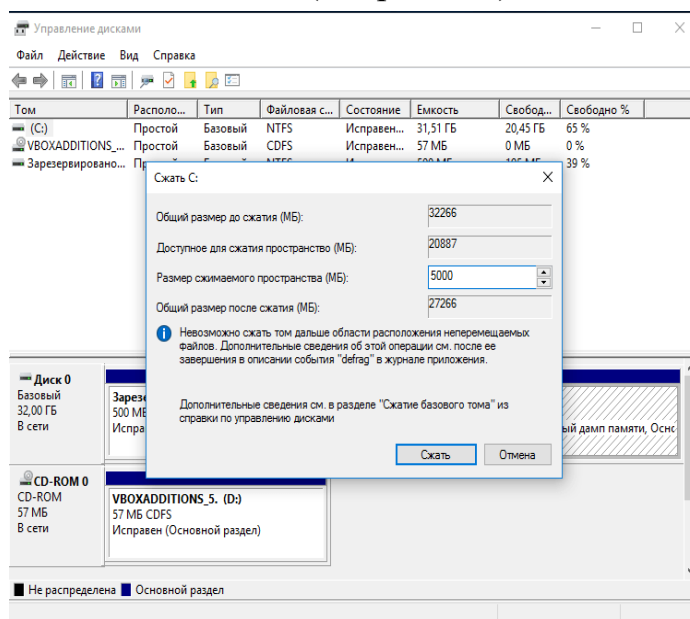 Управление дисками
Файл Действие Вид Справка
Том Располо... Тип Файловая с... Состояние Емкость Свобод... Свободно %
(C:) Простой Базовый NTFS Исправен... 31,51 ГБ 20,45 ГБ 65 %
VBOXADDITIONS_... Простой Базовый CDFS Исправен... 57 МБ 0 МБ 0 %
Зарезервировано... 39 %
Сжать C:
Общий размер до сжатия (МБ): 32266
Доступное для сжатия пространство (МБ): 20887
Размер сжимаемого пространства (МБ): 5000
Общий размер после сжатия (МБ): 27266
Невозможно сжать том дальше области расположения неперемещаемых
файлов. Дополнительные сведения об этой операции см. после ее
завершения в описании события "defrag" в журнале приложения.
Дополнительные сведения см. в разделе "Сжатие базового тома" из
справки по управлению дисками
Сжать Отмена
Диск 0
Базовый
32,00 ГБ
В сети
Зарез
500 МБ
Испра
ый дамп памяти, Осно
CD-ROM 0
CD-ROM
57 МБ
В сети
VBOXADDITIONS_5. (D:)
57 МБ CDFS
Исправен (Основной раздел)
Не распределена Основной раздел